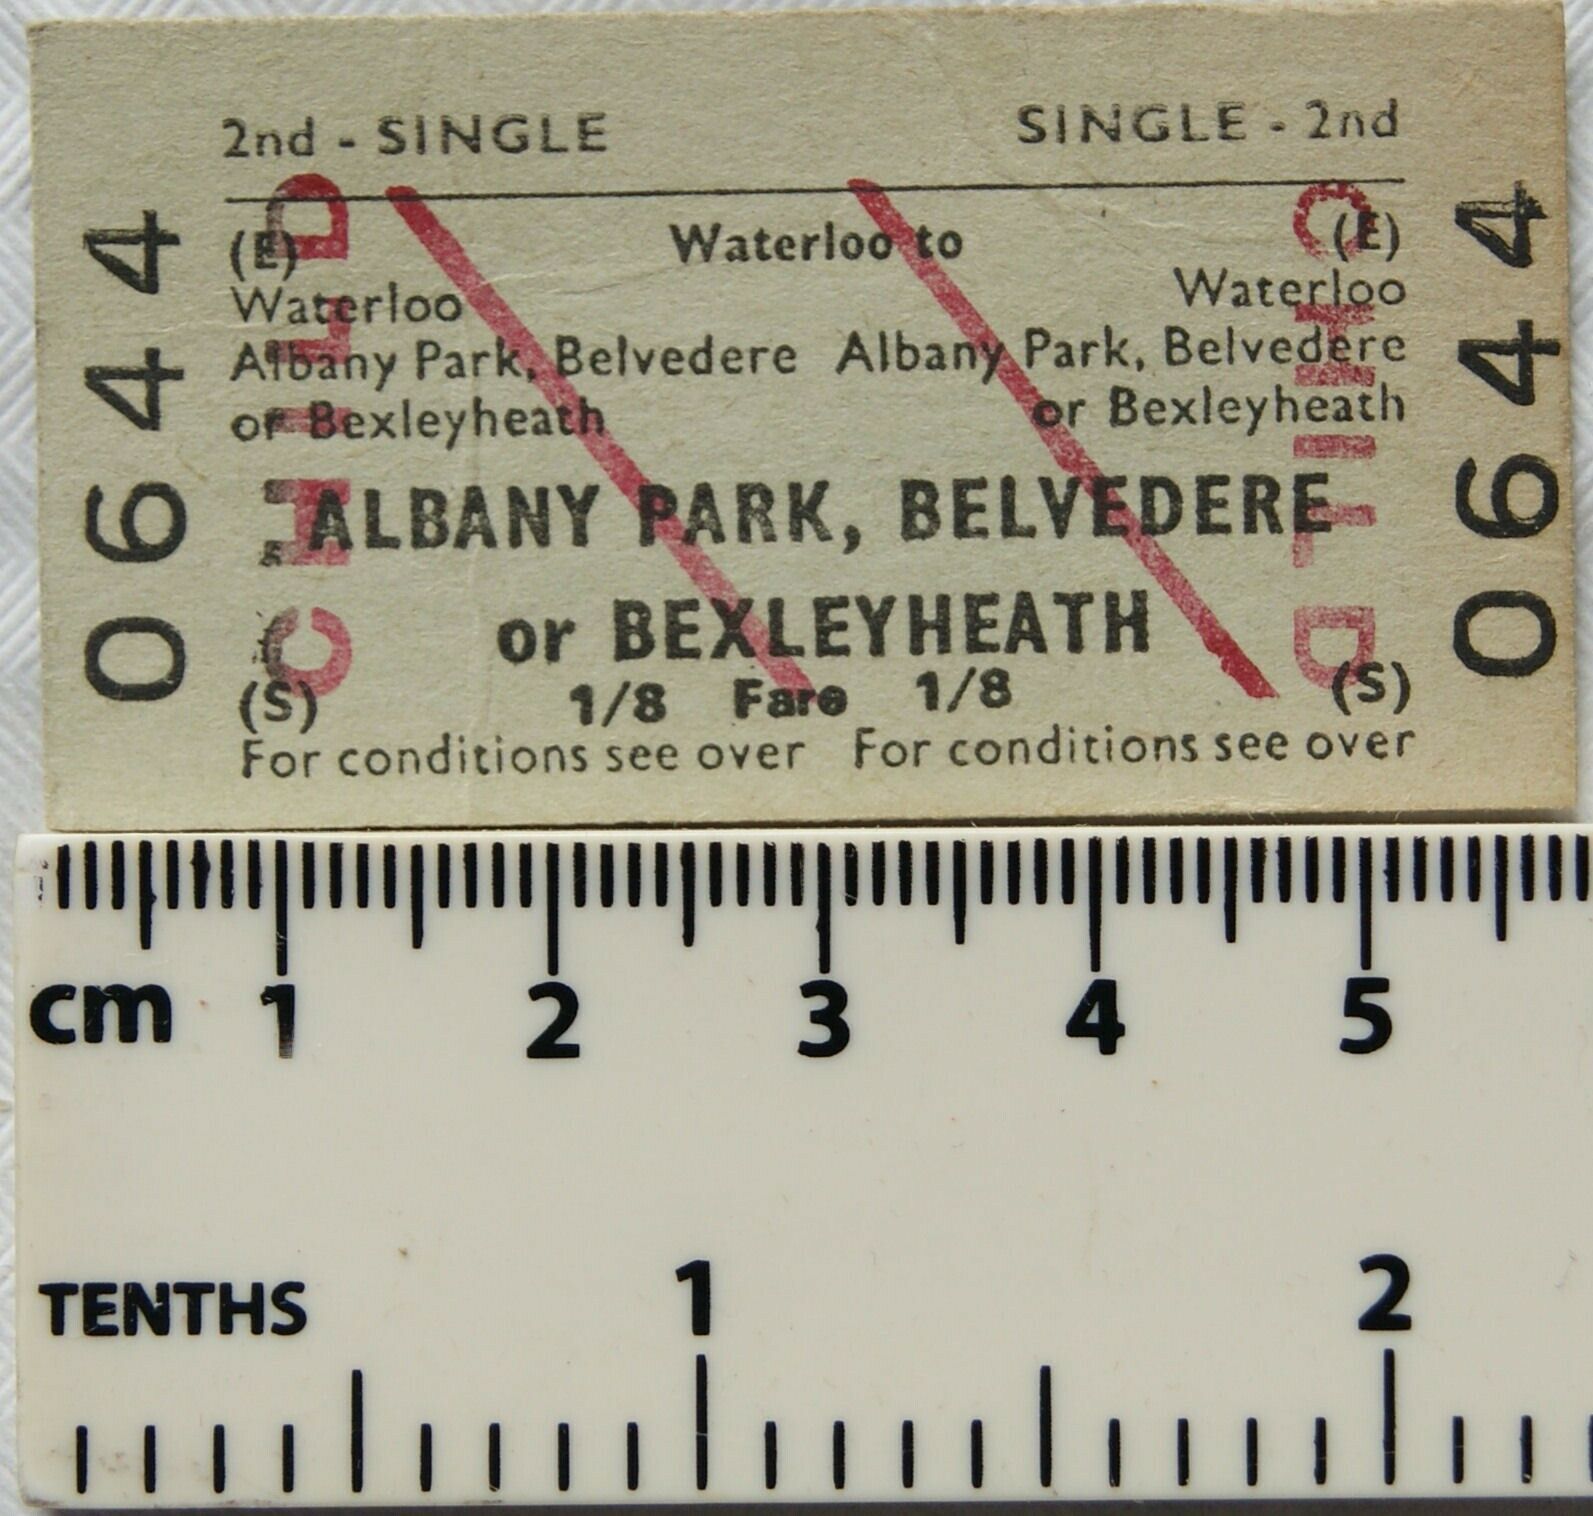 2nd - SINGLE SINGLE - 2nd
(E) Waterloo to (E)
Waterloo Waterloo
Albany Park, Belvedere Albany Park, Belvedere
or Bexleyheath or Bexleyheath
ALBANY PARK, BELVEDERE
or BEXLEYHEATH
(S) 1/8 Fare 1/8 (S)
For conditions see over For conditions see over
0644
0644
CHILD
CHILD
cm 1 2 3 4 5
TENTHS 1 2